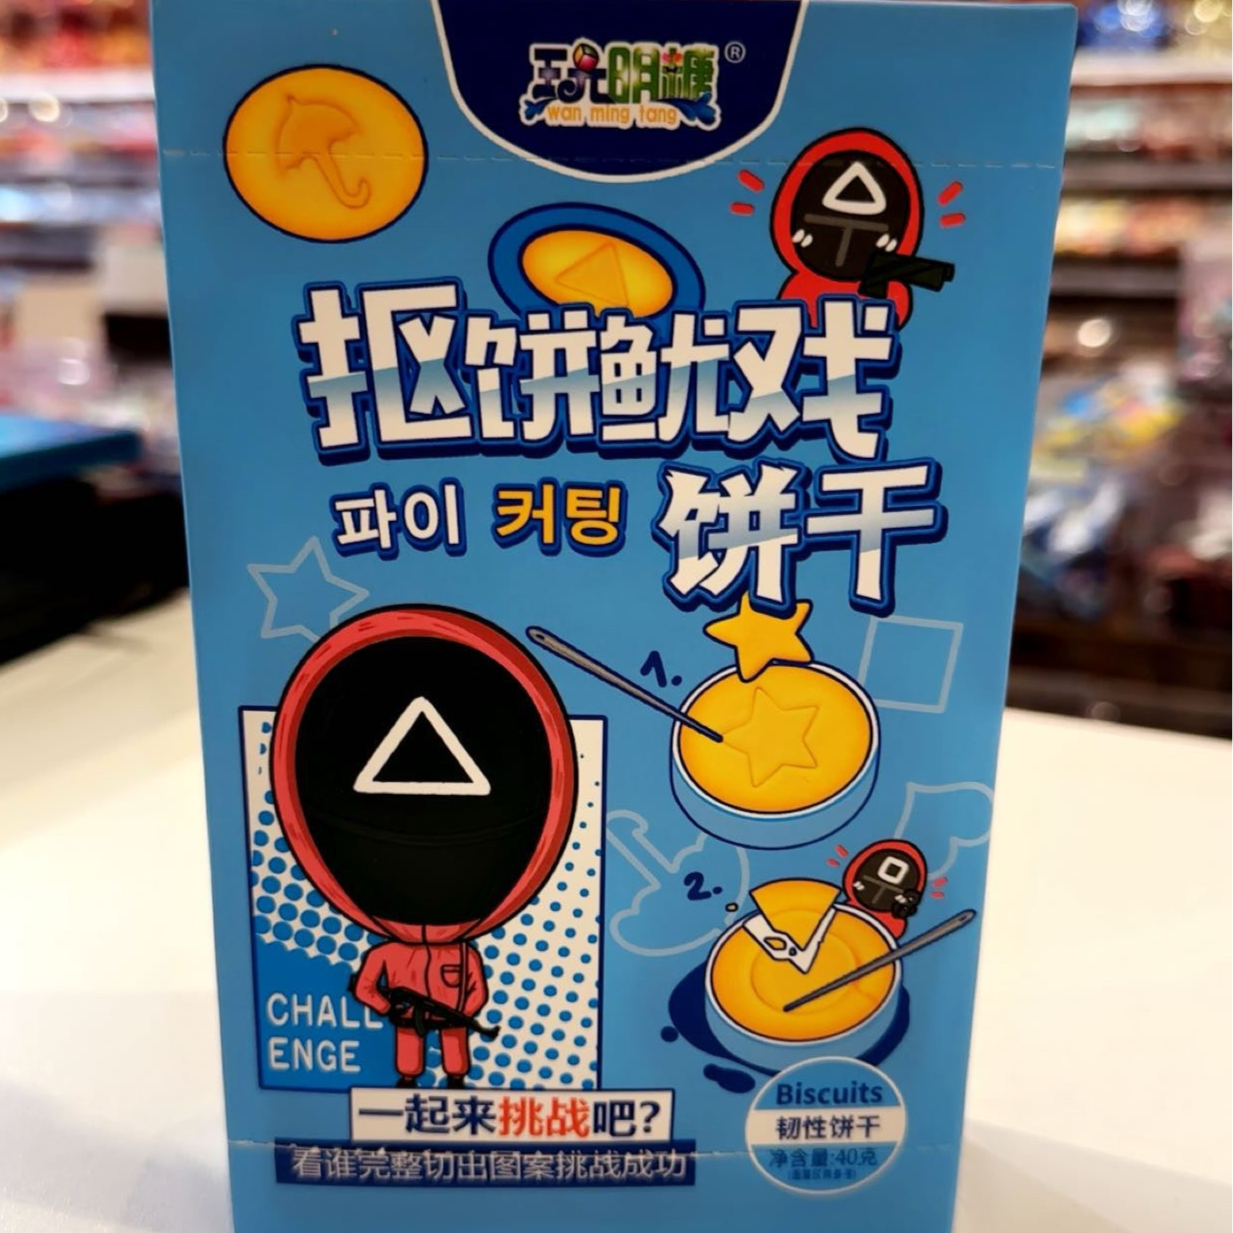 玩明糖®
wan ming tang
抠饼鱿戏
파이 커팅 饼干
1.
2.
CHALL
ENGE
一起来挑战吧?
看谁完整切出图案挑战成功
Biscuits
韧性饼干
净含量:40克